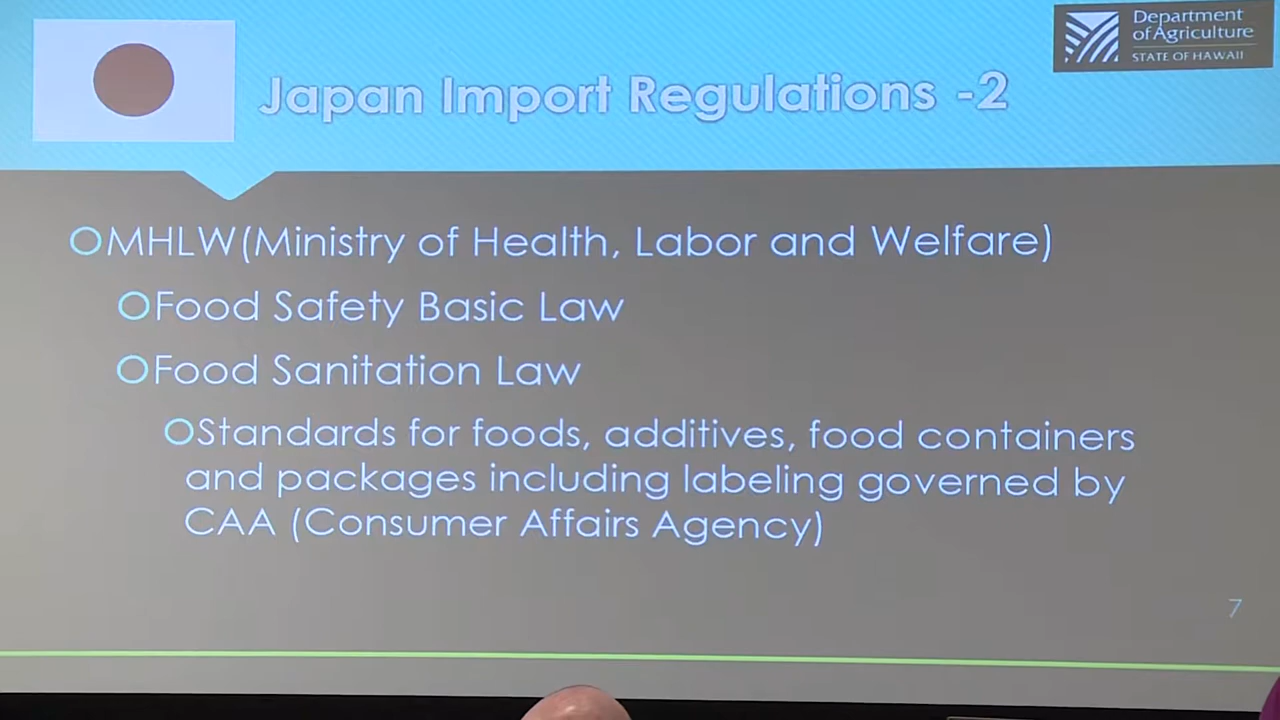 Department
of Agriculture
STATE OF HAWAII
Japan Import Regulations -2
MHLW(Ministry of Health, Labor and Welfare)
Food Safety Basic Law
Food Sanitation Law
Standards for foods, additives, food containers
and packages including labeling governed by
CAA (Consumer Affairs Agency)
7